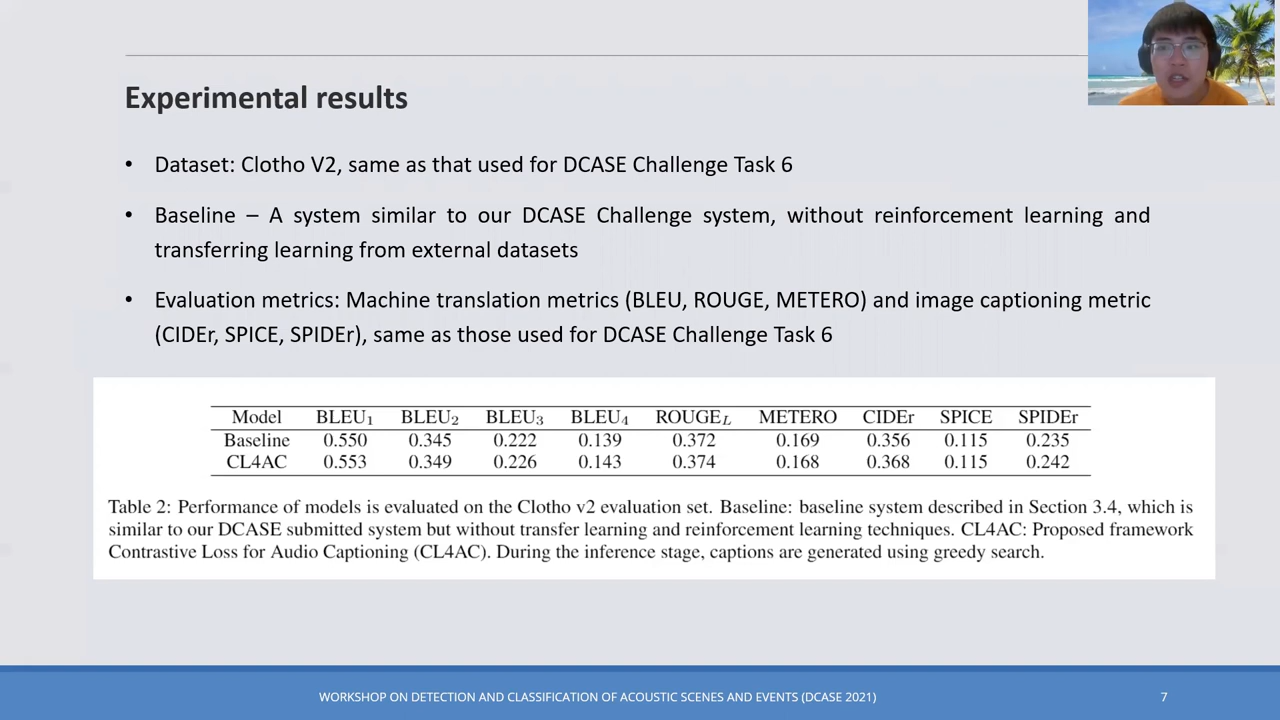 Experimental results
• Dataset: Clotho V2, same as that used for DCASE Challenge Task 6
• Baseline – A system similar to our DCASE Challenge system, without reinforcement learning and
transferring learning from external datasets
• Evaluation metrics: Machine translation metrics (BLEU, ROUGE, METERO) and image captioning metric
(CIDEr, SPICE, SPIDEr), same as those used for DCASE Challenge Task 6
Model BLEU1 BLEU2 BLEU3 BLEU4 ROUGEL METERO CIDEr SPICE SPIDEr
Baseline 0.550 0.345 0.222 0.139 0.372 0.169 0.356 0.115 0.235
CL4AC 0.553 0.349 0.226 0.143 0.374 0.168 0.368 0.115 0.242
Table 2: Performance of models is evaluated on the Clotho v2 evaluation set. Baseline: baseline system described in Section 3.4, which is
similar to our DCASE submitted system but without transfer learning and reinforcement learning techniques. CL4AC: Proposed framework
Contrastive Loss for Audio Captioning (CL4AC). During the inference stage, captions are generated using greedy search.
WORKSHOP ON DETECTION AND CLASSIFICATION OF ACOUSTIC SCENES AND EVENTS (DCASE 2021) 7